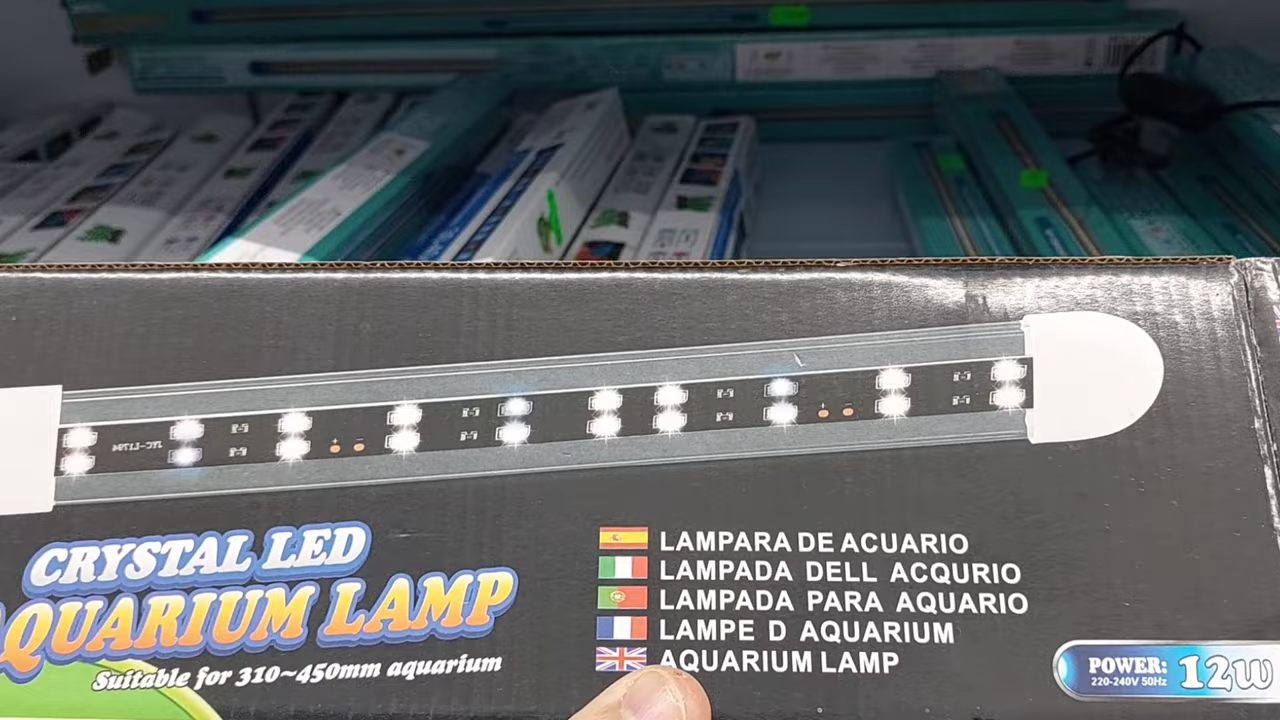 CRYSTAL LED
AQUARIUM LAMP
Suitable for 310~450mm aquarium
LAMPARA DE ACUARIO
LAMPADA DELL ACQURIO
LAMPADA PARA AQUARIO
LAMPE D AQUARIUM
AQUARIUM LAMP
POWER:
220-240V 50Hz
12W